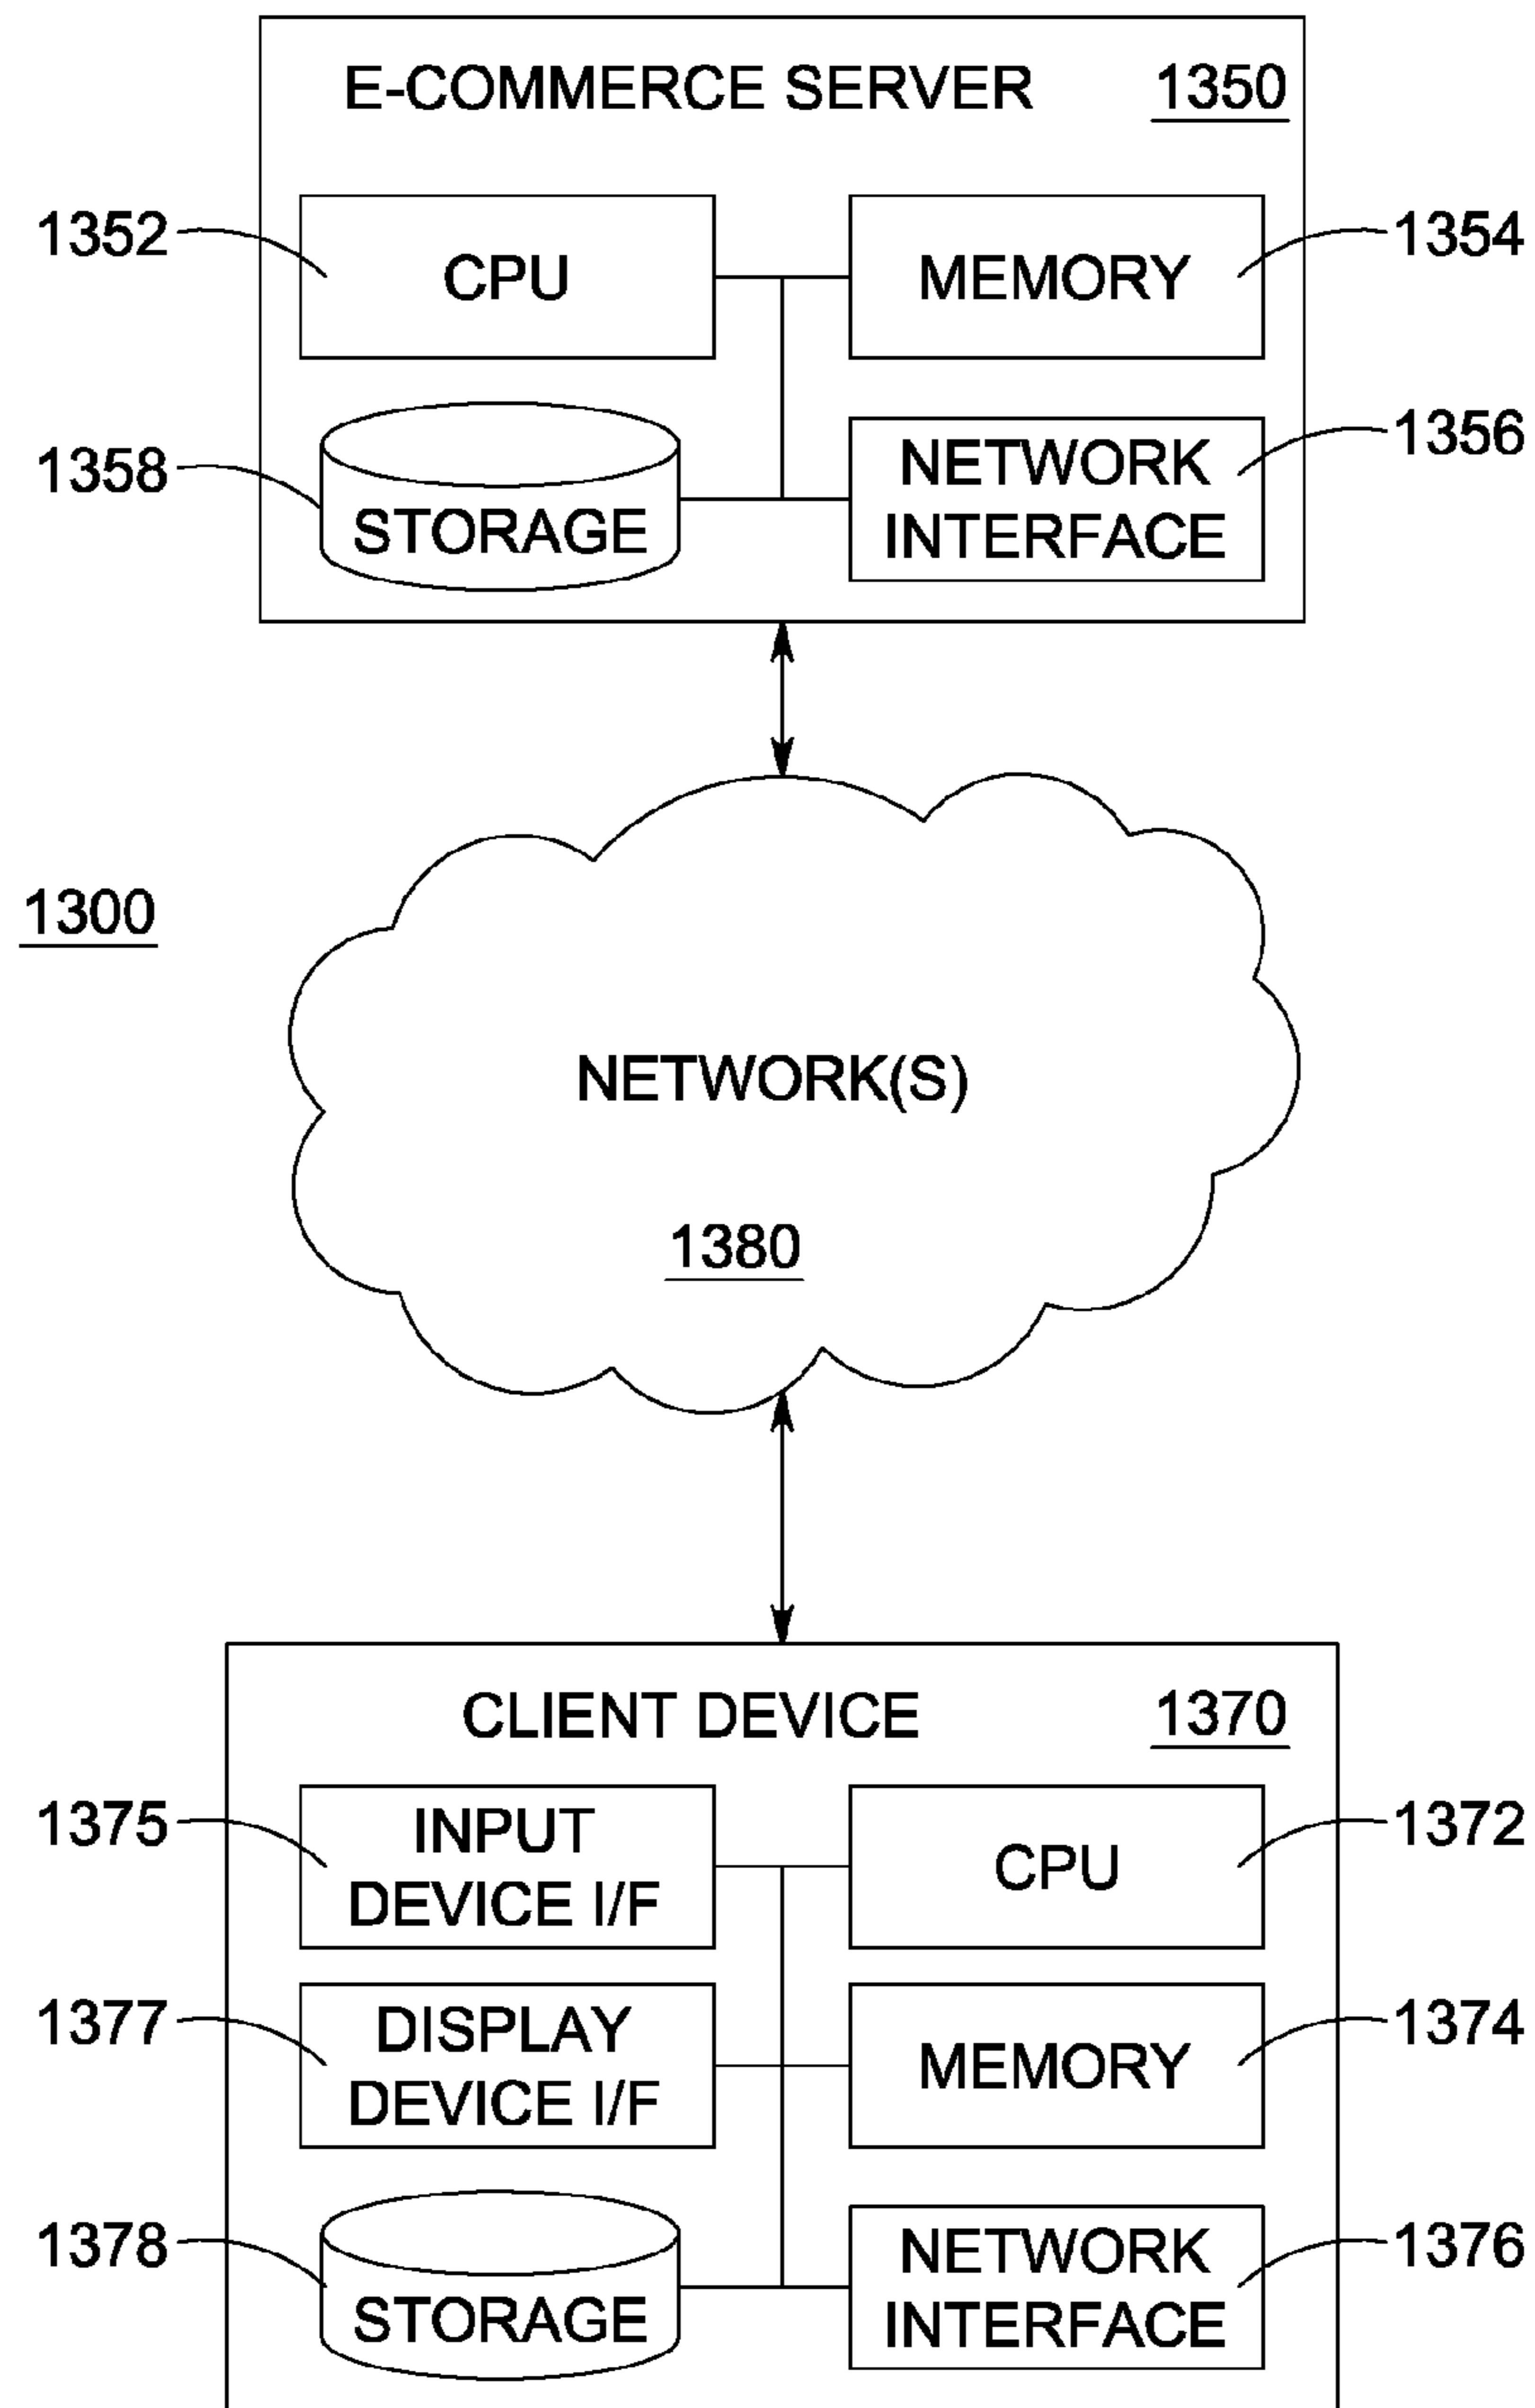 E-COMMERCE SERVER 1350
1352
CPU
MEMORY
1354
1358
STORAGE
NETWORK
INTERFACE
1356
1300
NETWORK(S)
1380
CLIENT DEVICE 1370
1375
INPUT
DEVICE I/F
CPU
1372
1377
DISPLAY
DEVICE I/F
MEMORY
1374
1378
STORAGE
NETWORK
INTERFACE
1376